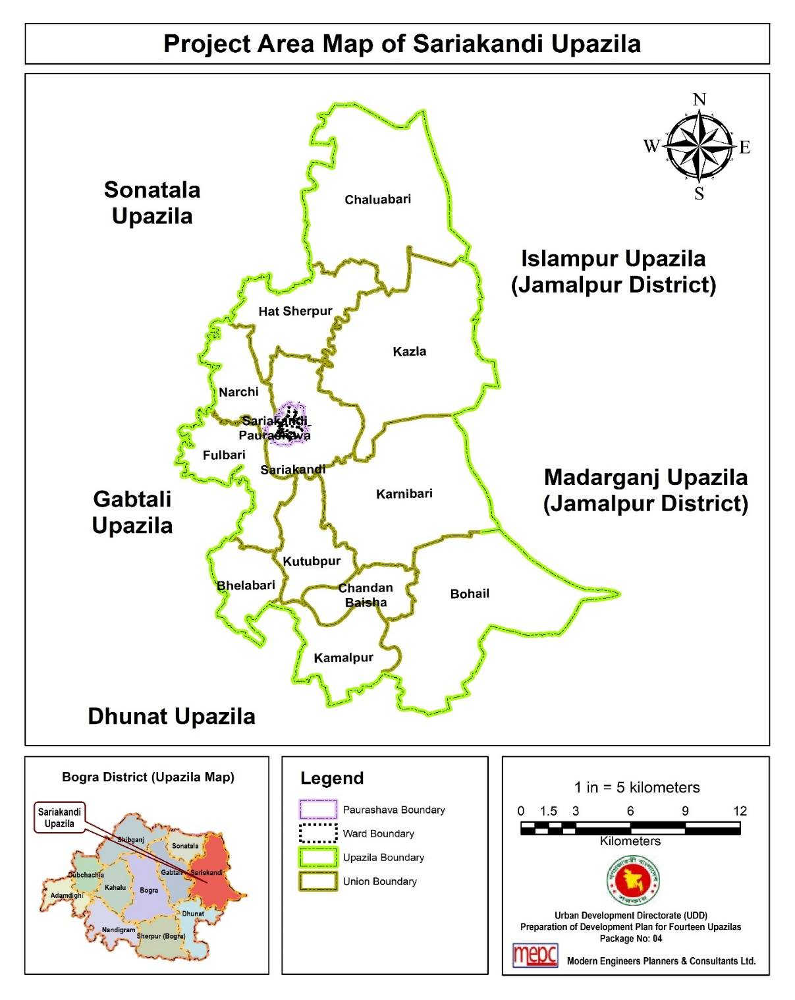 Project Area Map of Sariakandi Upazila
N
W
E
S
Sonatala
Upazila
Chaluabari
Islampur Upazila
(Jamalpur District)
Hat Sherpur
Kazla
Narchi
Sariakandi
Paurashava
Fulbari
Sariakandi
Karnibari
Madarganj Upazila
(Jamalpur District)
Gabtali
Upazila
Kutubpur
Bhelabari
Chandan
Baisha
Bohail
Kamalpur
Dhunat Upazila
Bogra District (Upazila Map)
Sariakandi
Upazila
Shibganj
Sonatala
Dubchachia
Gabtali
Sariakandi
Kahalu
Bogra
Adamdighi
Dhunat
Nandigram
Sherpur (Bogra)
Legend
Paurashava Boundary
Ward Boundary
Upazila Boundary
Union Boundary
1 in = 5 kilometers
0 1.5 3 6 9 12
Kilometers
গণপ্রজাতন্ত্রী বাংলাদেশ
সরকার
Urban Development Directorate (UDD)
Preparation of Development Plan for Fourteen Upazilas
Package No: 04
mepc
Modern Engineers Planners & Consultants Ltd.